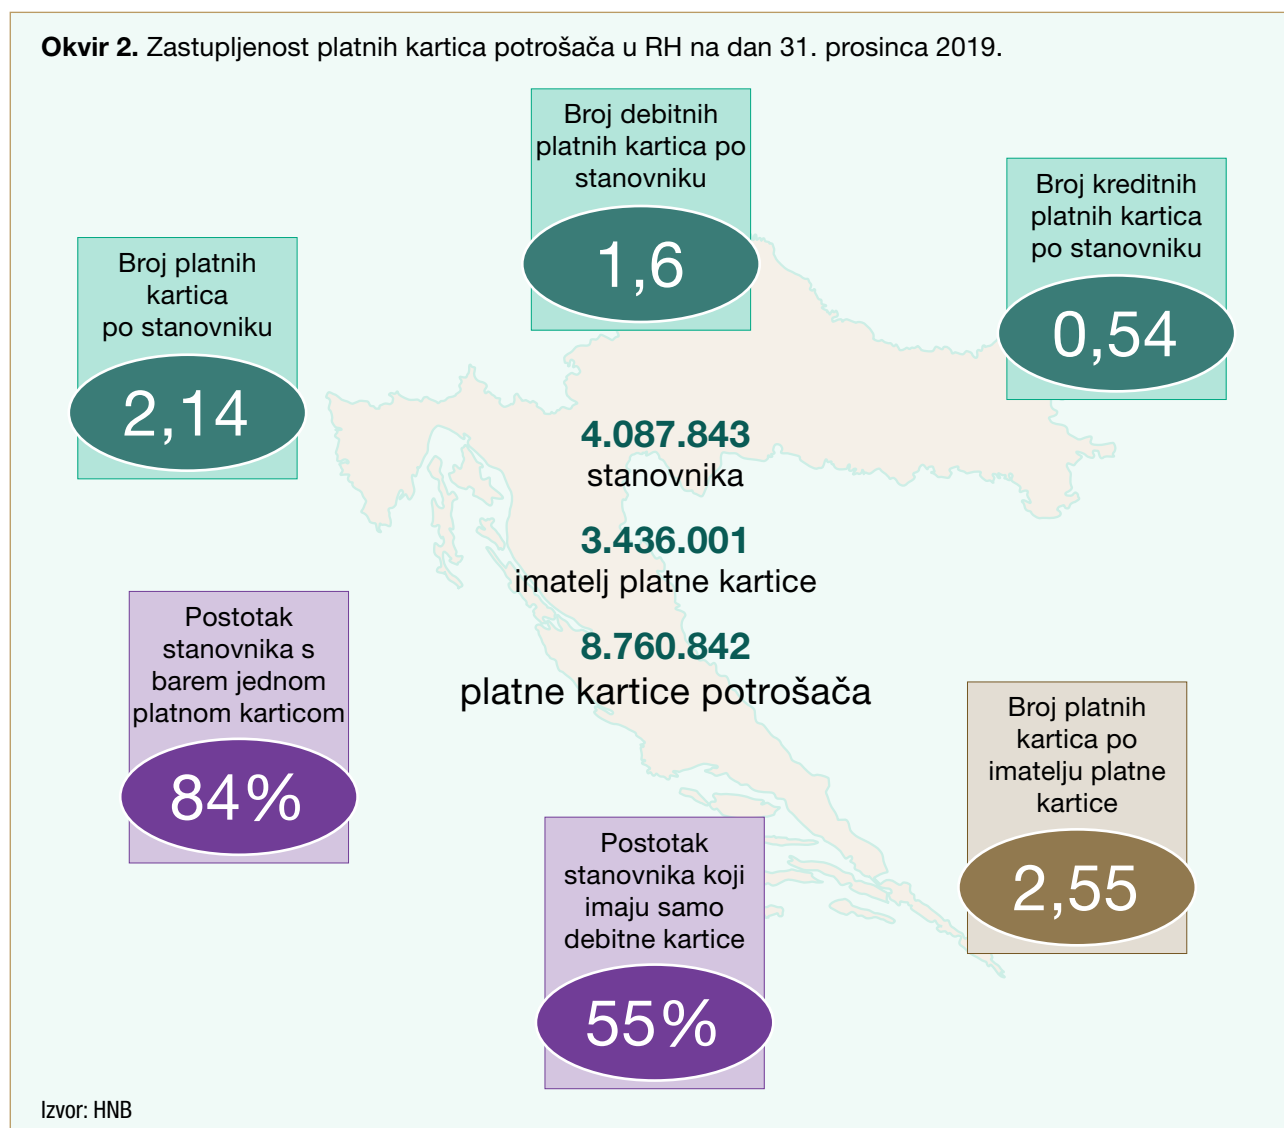 Okvir 2. Zastupljenost platnih kartica potrošača u RH na dan 31. prosinca 2019.
Broj debitnih
platnih kartica po
stanovniku
1,6
Broj kreditnih
platnih kartica
po stanovniku
0,54
Broj platnih
kartica
po stanovniku
2,14
4.087.843
stanovnika
3.436.001
imatelj platne kartice
8.760.842
platne kartice potrošača
Postotak
stanovnika s
barem jednom
platnom karticom
84%
Broj platnih
kartica po
imatelju platne
kartice
2,55
Postotak
stanovnika koji
imaju samo
debitne kartice
55%
Izvor: HNB